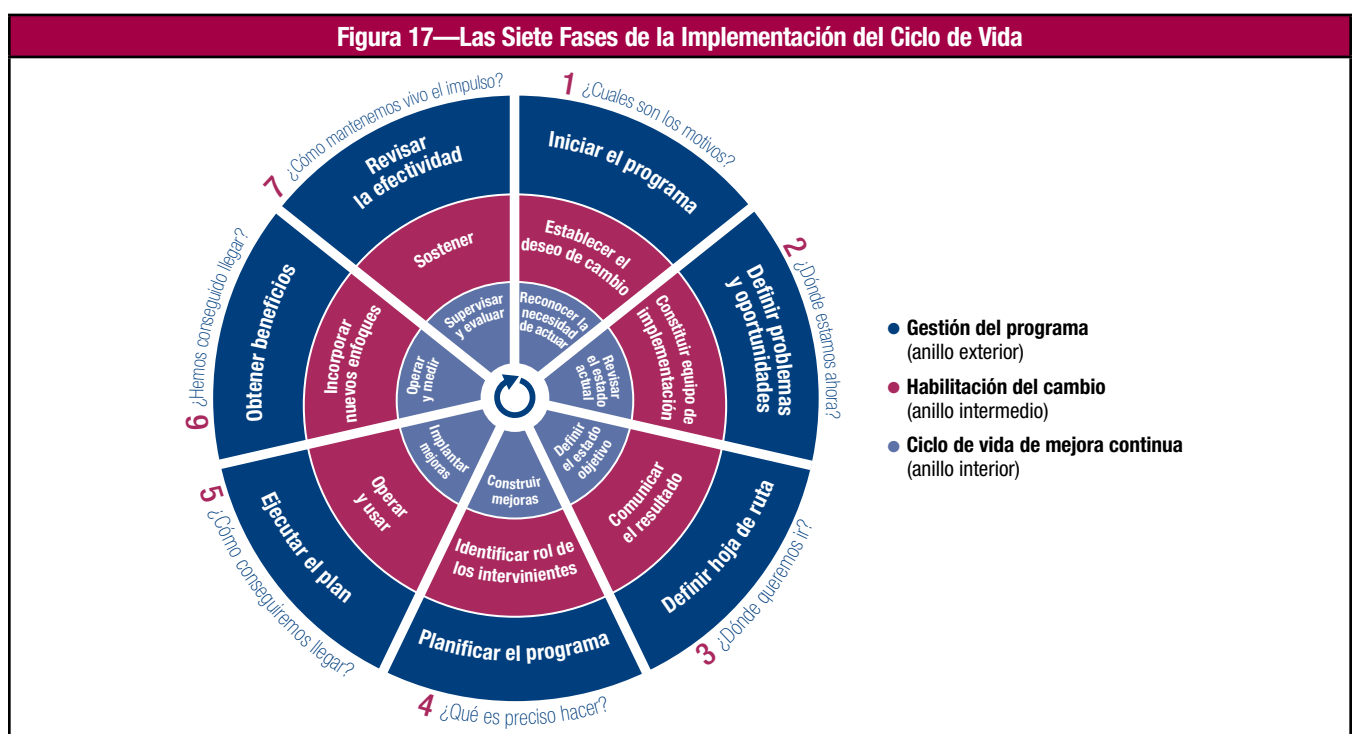 Figura 17—Las Siete Fases de la Implementación del Ciclo de Vida
1 ¿Cuales son los motivos?
Iniciar el programa
Establecer el
deseo de cambio
Reconocer la
necesidad
de actuar
2 ¿Dónde estamos ahora?
Definir problemas
y oportunidades
Constituir equipo de
implementación
Revisar
el estado
actual
3 ¿Dónde queremos ir?
Definir hoja de ruta
Comunicar
el resultado
Definir
el estado
objetivo
4 ¿Qué es preciso hacer?
Planificar el programa
Identificar rol de
los intervinientes
Construir
mejoras
5 ¿Cómo conseguiremos llegar?
Ejecutar el plan
Operar
y usar
Implantar
mejoras
6 ¿Hemos conseguido llegar?
Obtener beneficios
Incorporar
nuevos enfoques
Operar
y medir
7 ¿Cómo mantenemos vivo el impulso?
Revisar
la efectividad
Sostener
Supervisar
y evaluar
Gestión del programa
(anillo exterior)
Habilitación del cambio
(anillo intermedio)
Ciclo de vida de mejora continua
(anillo interior)